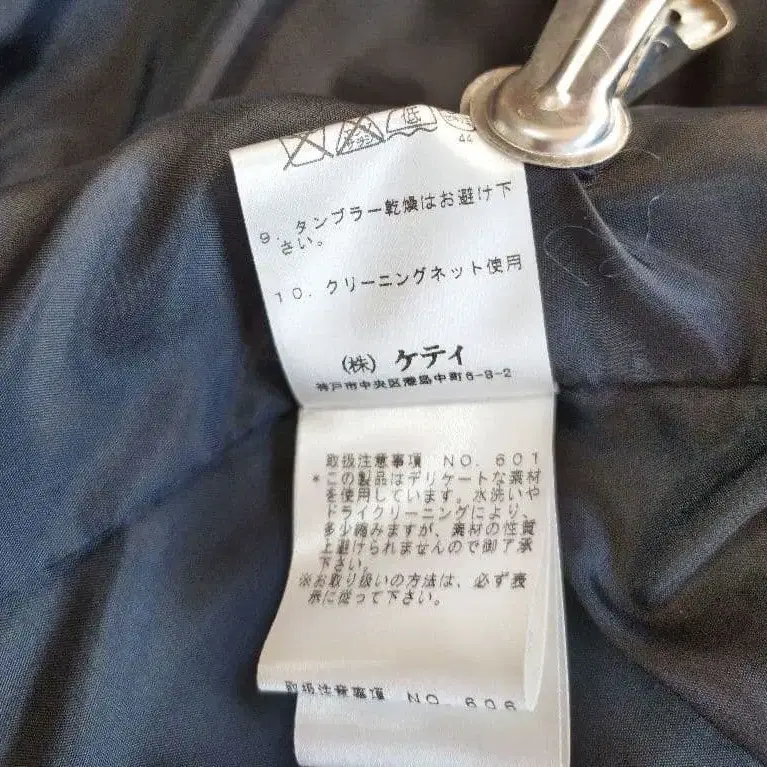 低
44
9. タンブラー乾燥はお避け下
さい。
10. クリーニングネット使用
(株) ケティ
神戸市中央区港島中町6-8-2
取扱注意事項 NO. 601
* この製品はデリケートな素材
を使用しています。水洗いや
ドライクリーニングにより、
多少縮みますが、素材の性質
上避けられませんので御了承
下さい。
※お取り扱いの方法は、必ず表
示に従って下さい。
取扱注意事項 NO. 606